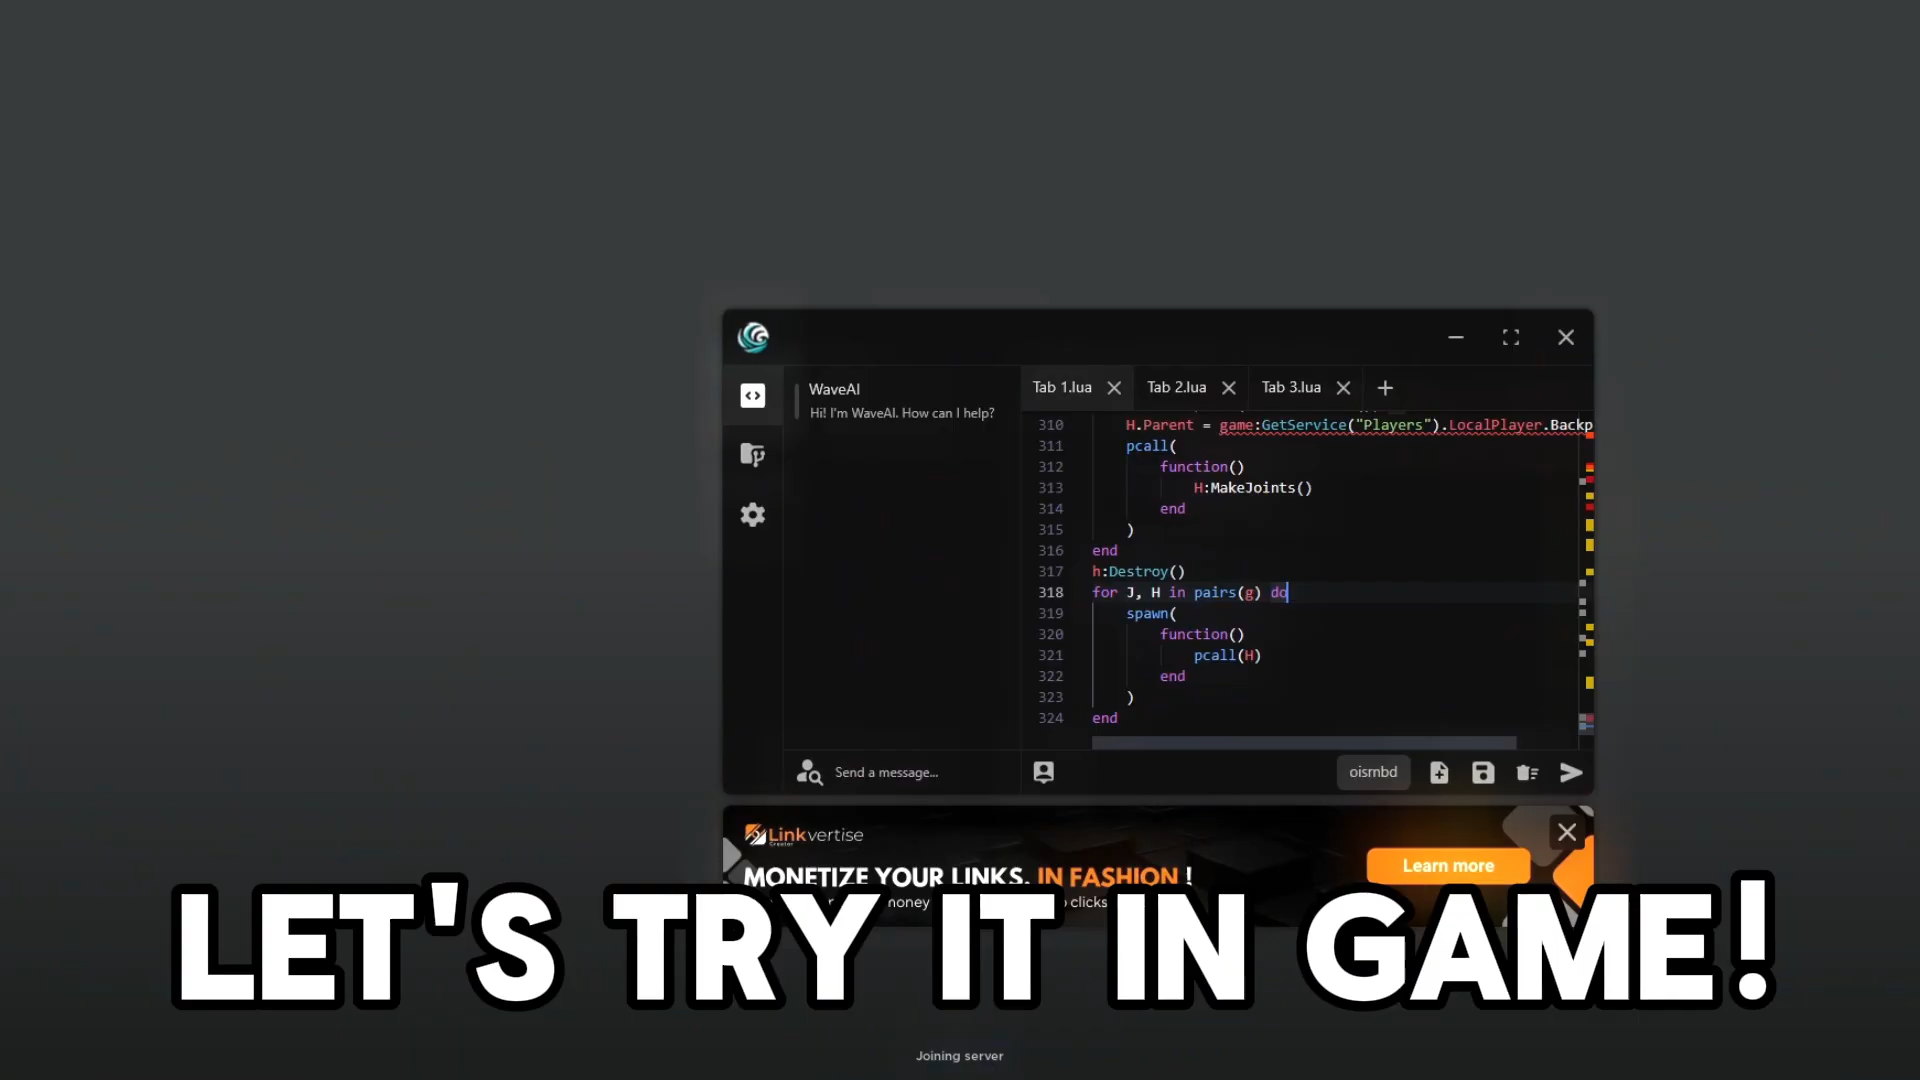 WaveAI
Hi! I'm WaveAI. How can I help?
Tab 1.lua
Tab 2.lua
Tab 3.lua
310 H.Parent = game:GetService("Players").LocalPlayer.Backp
311 pcall(
312 function()
313 H:MakeJoints()
314 end
315 )
316 end
317 h:Destroy()
318 for J, H in pairs(g) do
319 spawn(
320 function()
321 pcall(H)
322 end
323 )
324 end
Send a message...
oisrnbd
Linkvertise
Creator
MONETIZE YOUR LINKS. IN FASHION !
Learn more
money
clicks
LET'S TRY IT IN GAME!
Joining server